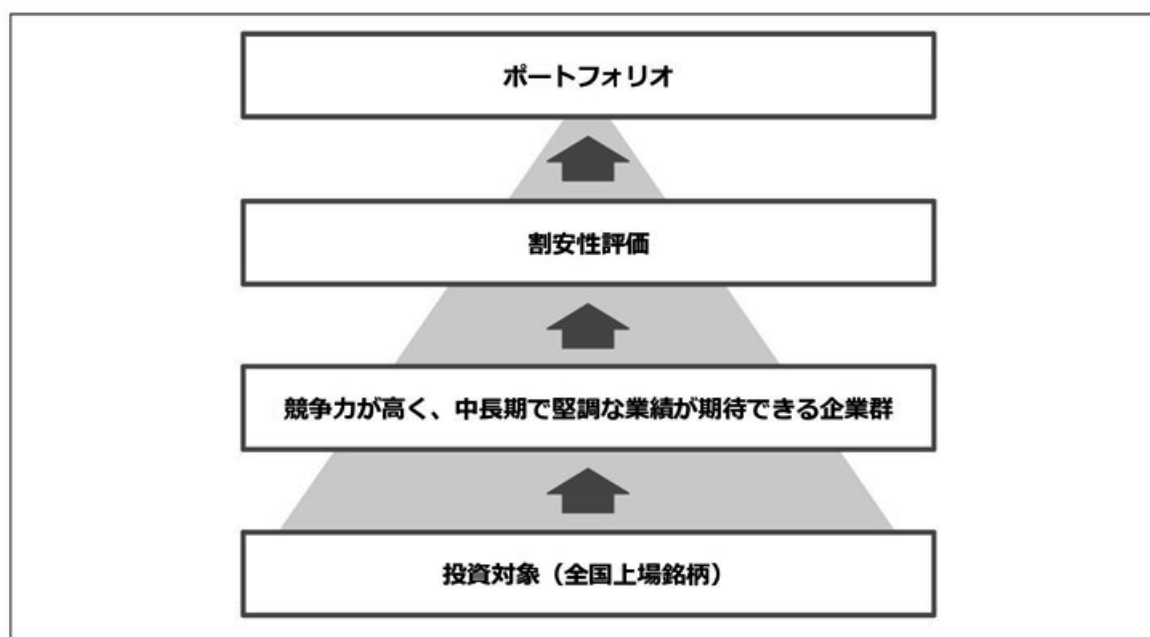 ポートフォリオ
割安性評価
競争力が高く、中長期で堅調な業績が期待できる企業群
投資対象（全国上場銘柄）